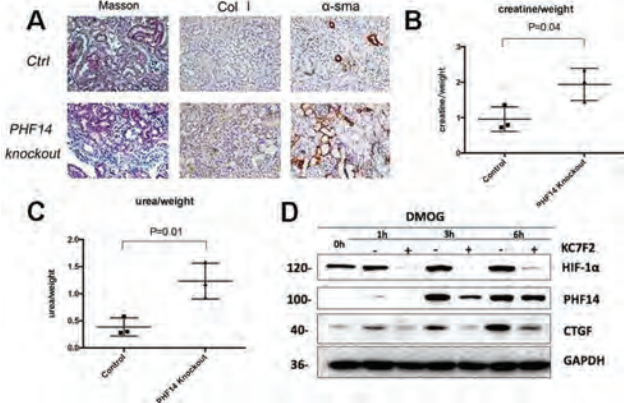 A
Masson
Col I
α-sma
Ctrl
PHF14
knockout
B
creatine/weight
P=0.04
creatine/weight
3
2
1
0
Control
PHF14 Knockout
C
urea/weight
P=0.01
urea/weight
2.0
1.5
1.0
0.5
0.0
Control
PHF14 Knockout
D
DMOG
0h
1h
3h
6h
- + - + - + KC7F2
120- HIF-1α
100- PHF14
40- CTGF
36- GAPDH